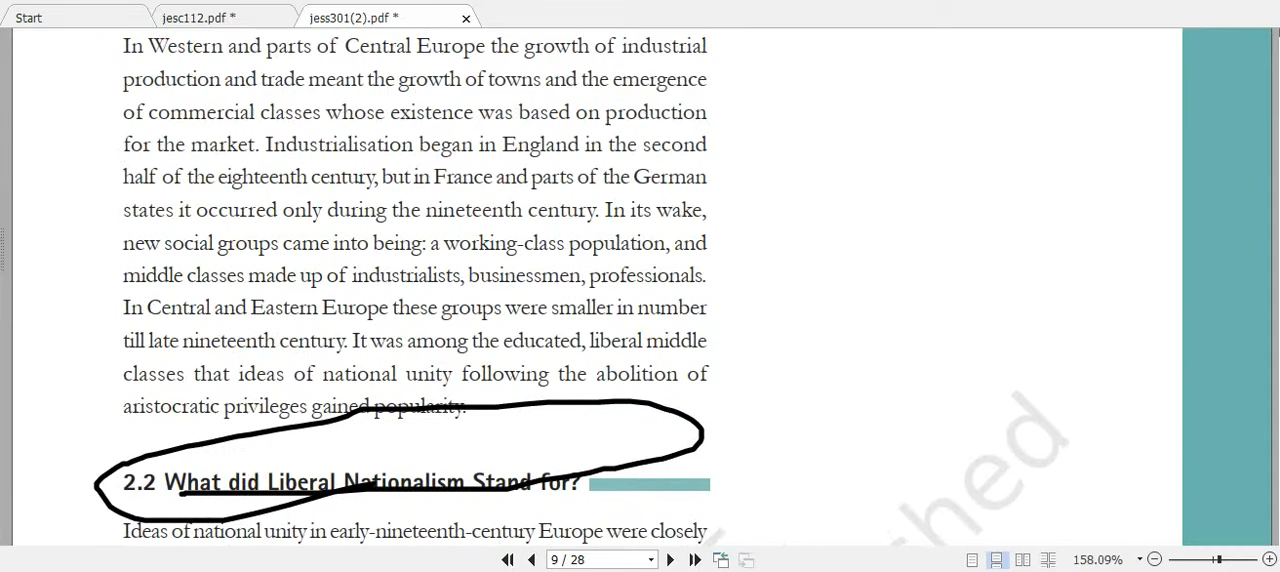 Start
jesc112.pdf *
jess301(2).pdf *
In Western and parts of Central Europe the growth of industrial
production and trade meant the growth of towns and the emergence
of commercial classes whose existence was based on production
for the market. Industrialisation began in England in the second
half of the eighteenth century, but in France and parts of the German
states it occurred only during the nineteenth century. In its wake,
new social groups came into being: a working-class population, and
middle classes made up of industrialists, businessmen, professionals.
In Central and Eastern Europe these groups were smaller in number
till late nineteenth century. It was among the educated, liberal middle
classes that ideas of national unity following the abolition of
aristocratic privileges gained popularity.
2.2 What did Liberal Nationalism Stand for?
Ideas of national unity in early-nineteenth-century Europe were closely
9 / 28
158.09%